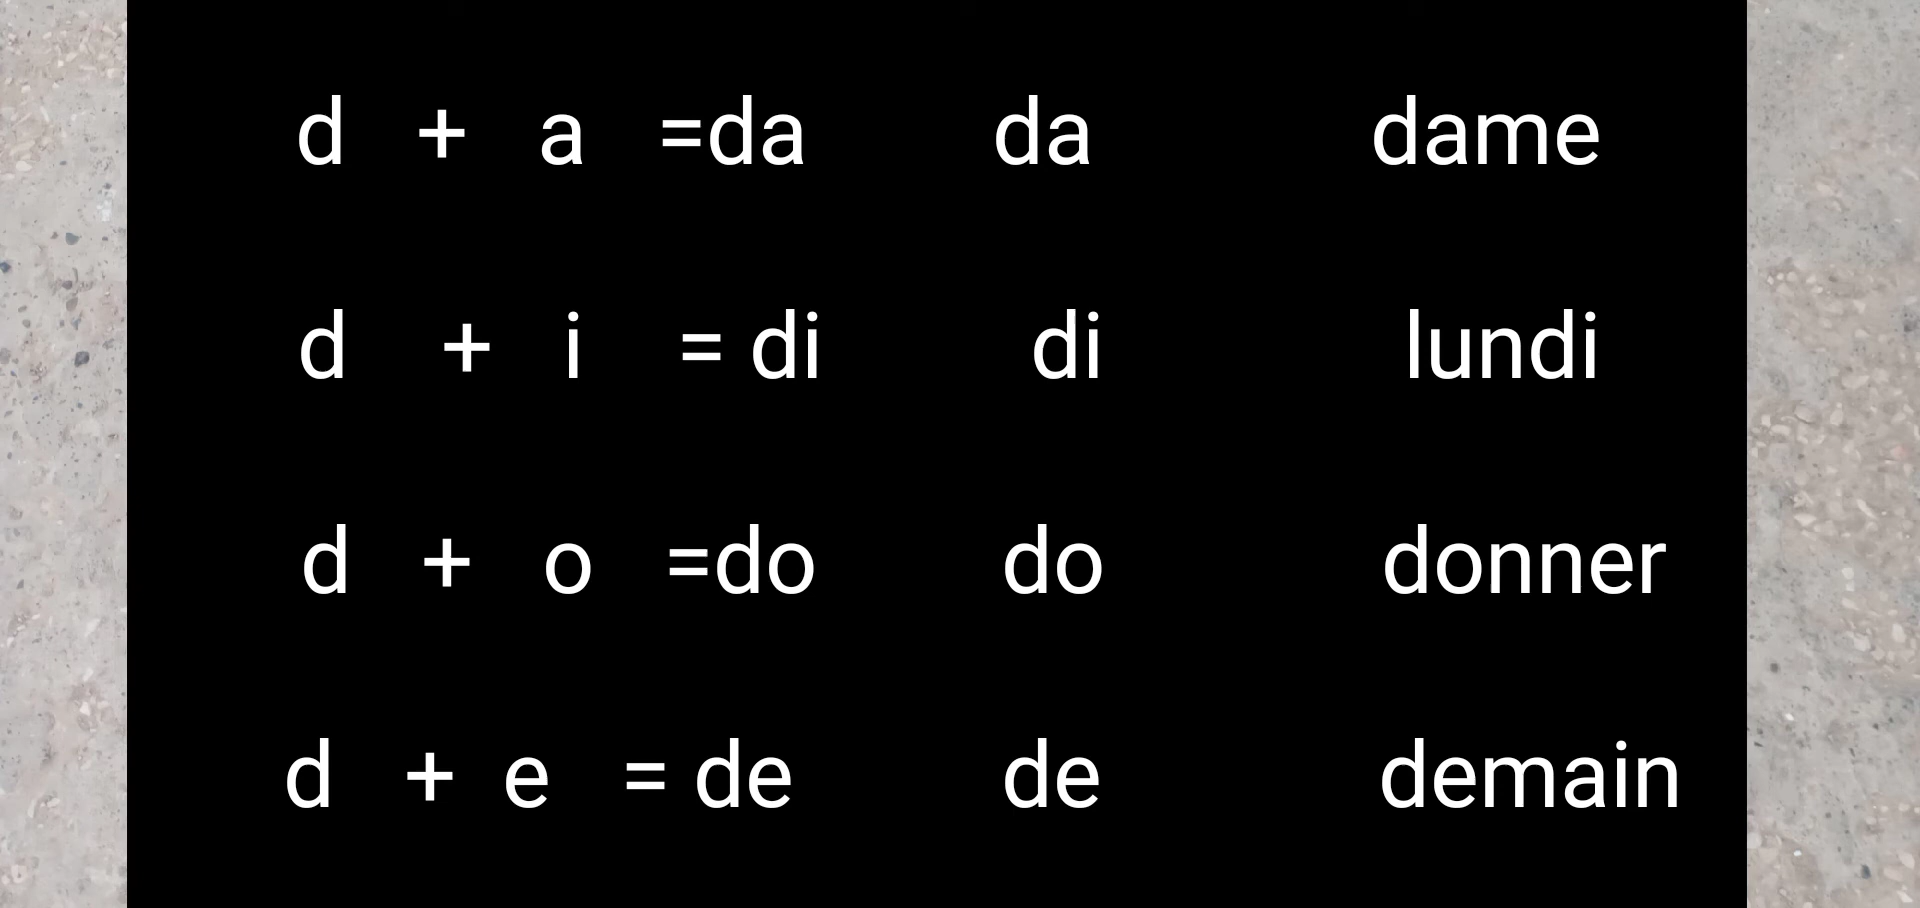 d + a =da da dame
d + i = di di lundi
d + o =do do donner
d + e = de de demain